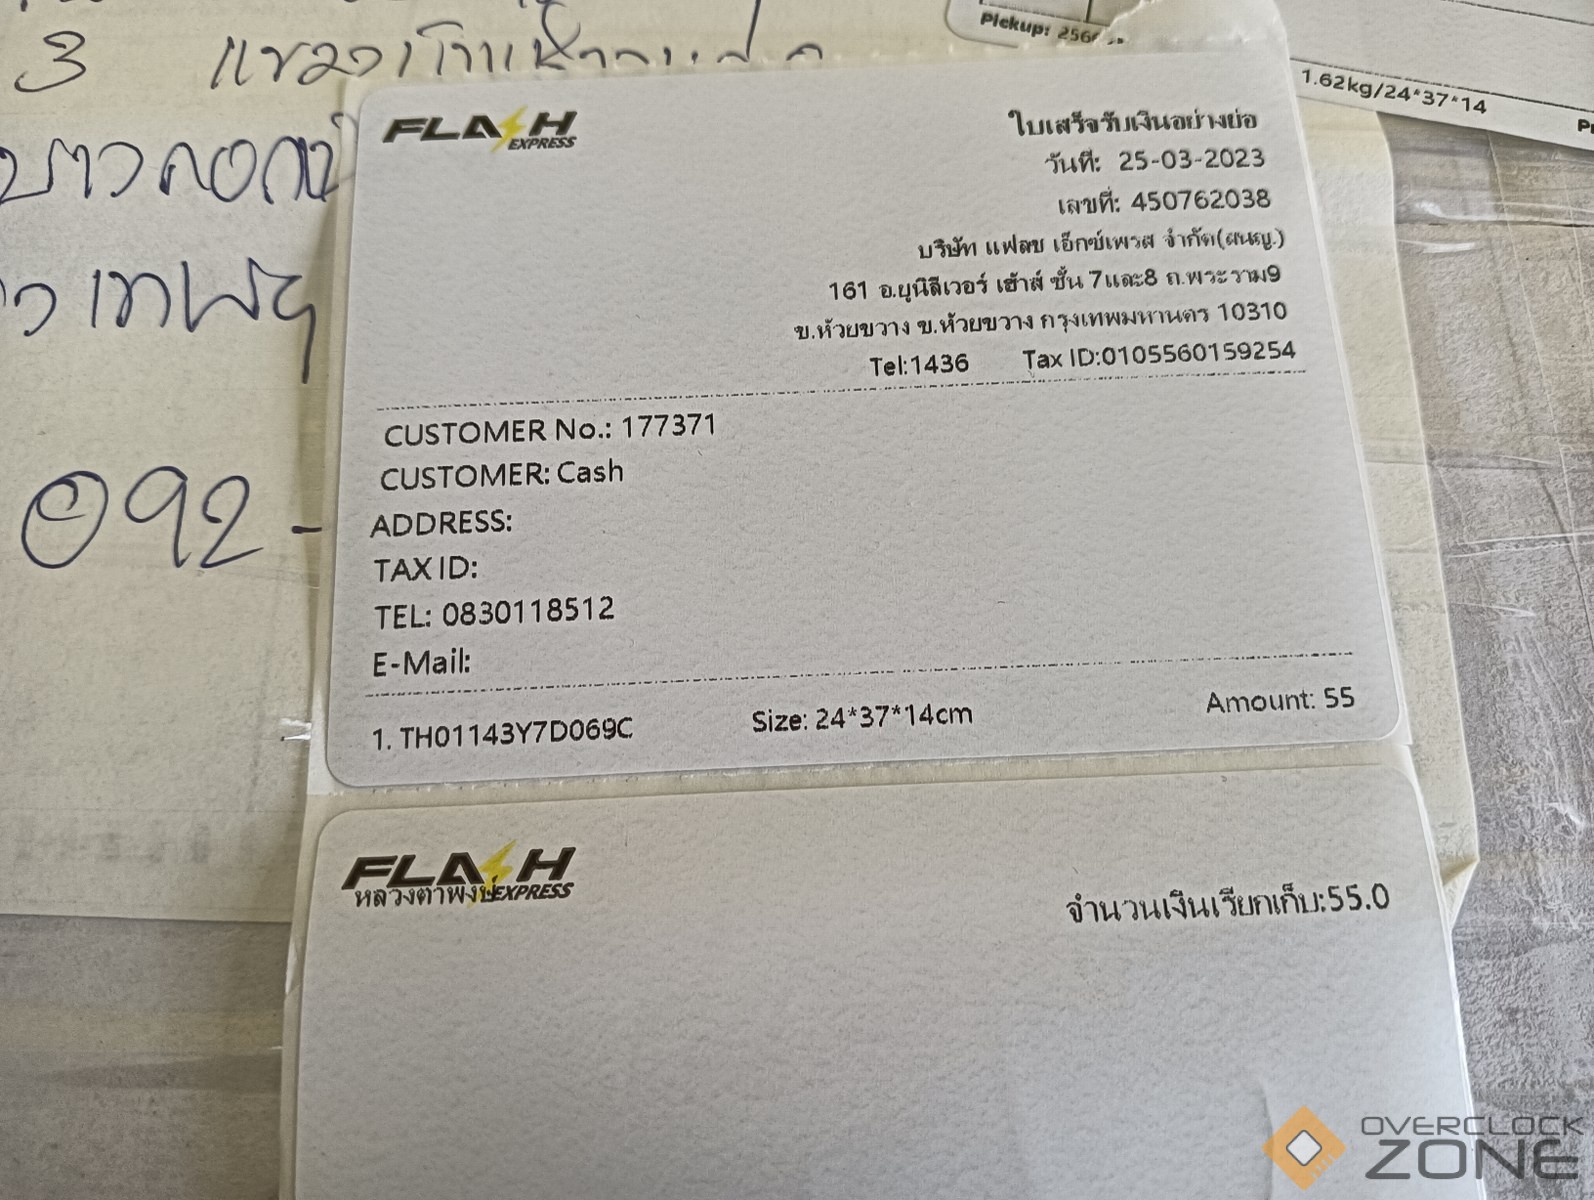 3
Pickup: 256
1.62kg/24*37*14
092-
FLASH EXPRESS
ใบเสร็จรับเงินอย่างย่อ
วันที่: 25-03-2023
เลขที่: 450762038
บริษัท แฟลช เอ็กซ์เพรส จำกัด(สนญ.)
161 อ.ยูนิลีเวอร์ เฮ้าส์ ชั้น 7และ8 ถ.พระราม9
ข.ห้วยขวาง ข.ห้วยขวาง กรุงเทพมหานคร 10310
Tel:1436 Tax ID:0105560159254
CUSTOMER No.: 177371
CUSTOMER: Cash
ADDRESS:
TAX ID:
TEL: 0830118512
E-Mail:
1. TH01143Y7D069C Size: 24*37*14cm Amount: 55
FLASH EXPRESS
หลวงตาพงษ์
จำนวนเงินเรียกเก็บ:55.0
OVERCLOCK
ZONE